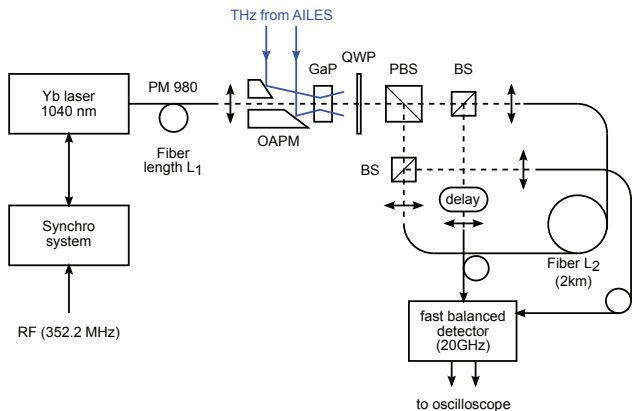 THz from AILES
Yb laser
1040 nm
PM 980
Fiber
length L1
OAPM
GaP
QWP
PBS
BS
BS
delay
Synchro
system
RF (352.2 MHz)
Fiber L2
(2km)
fast balanced
detector
(20GHz)
to oscilloscope